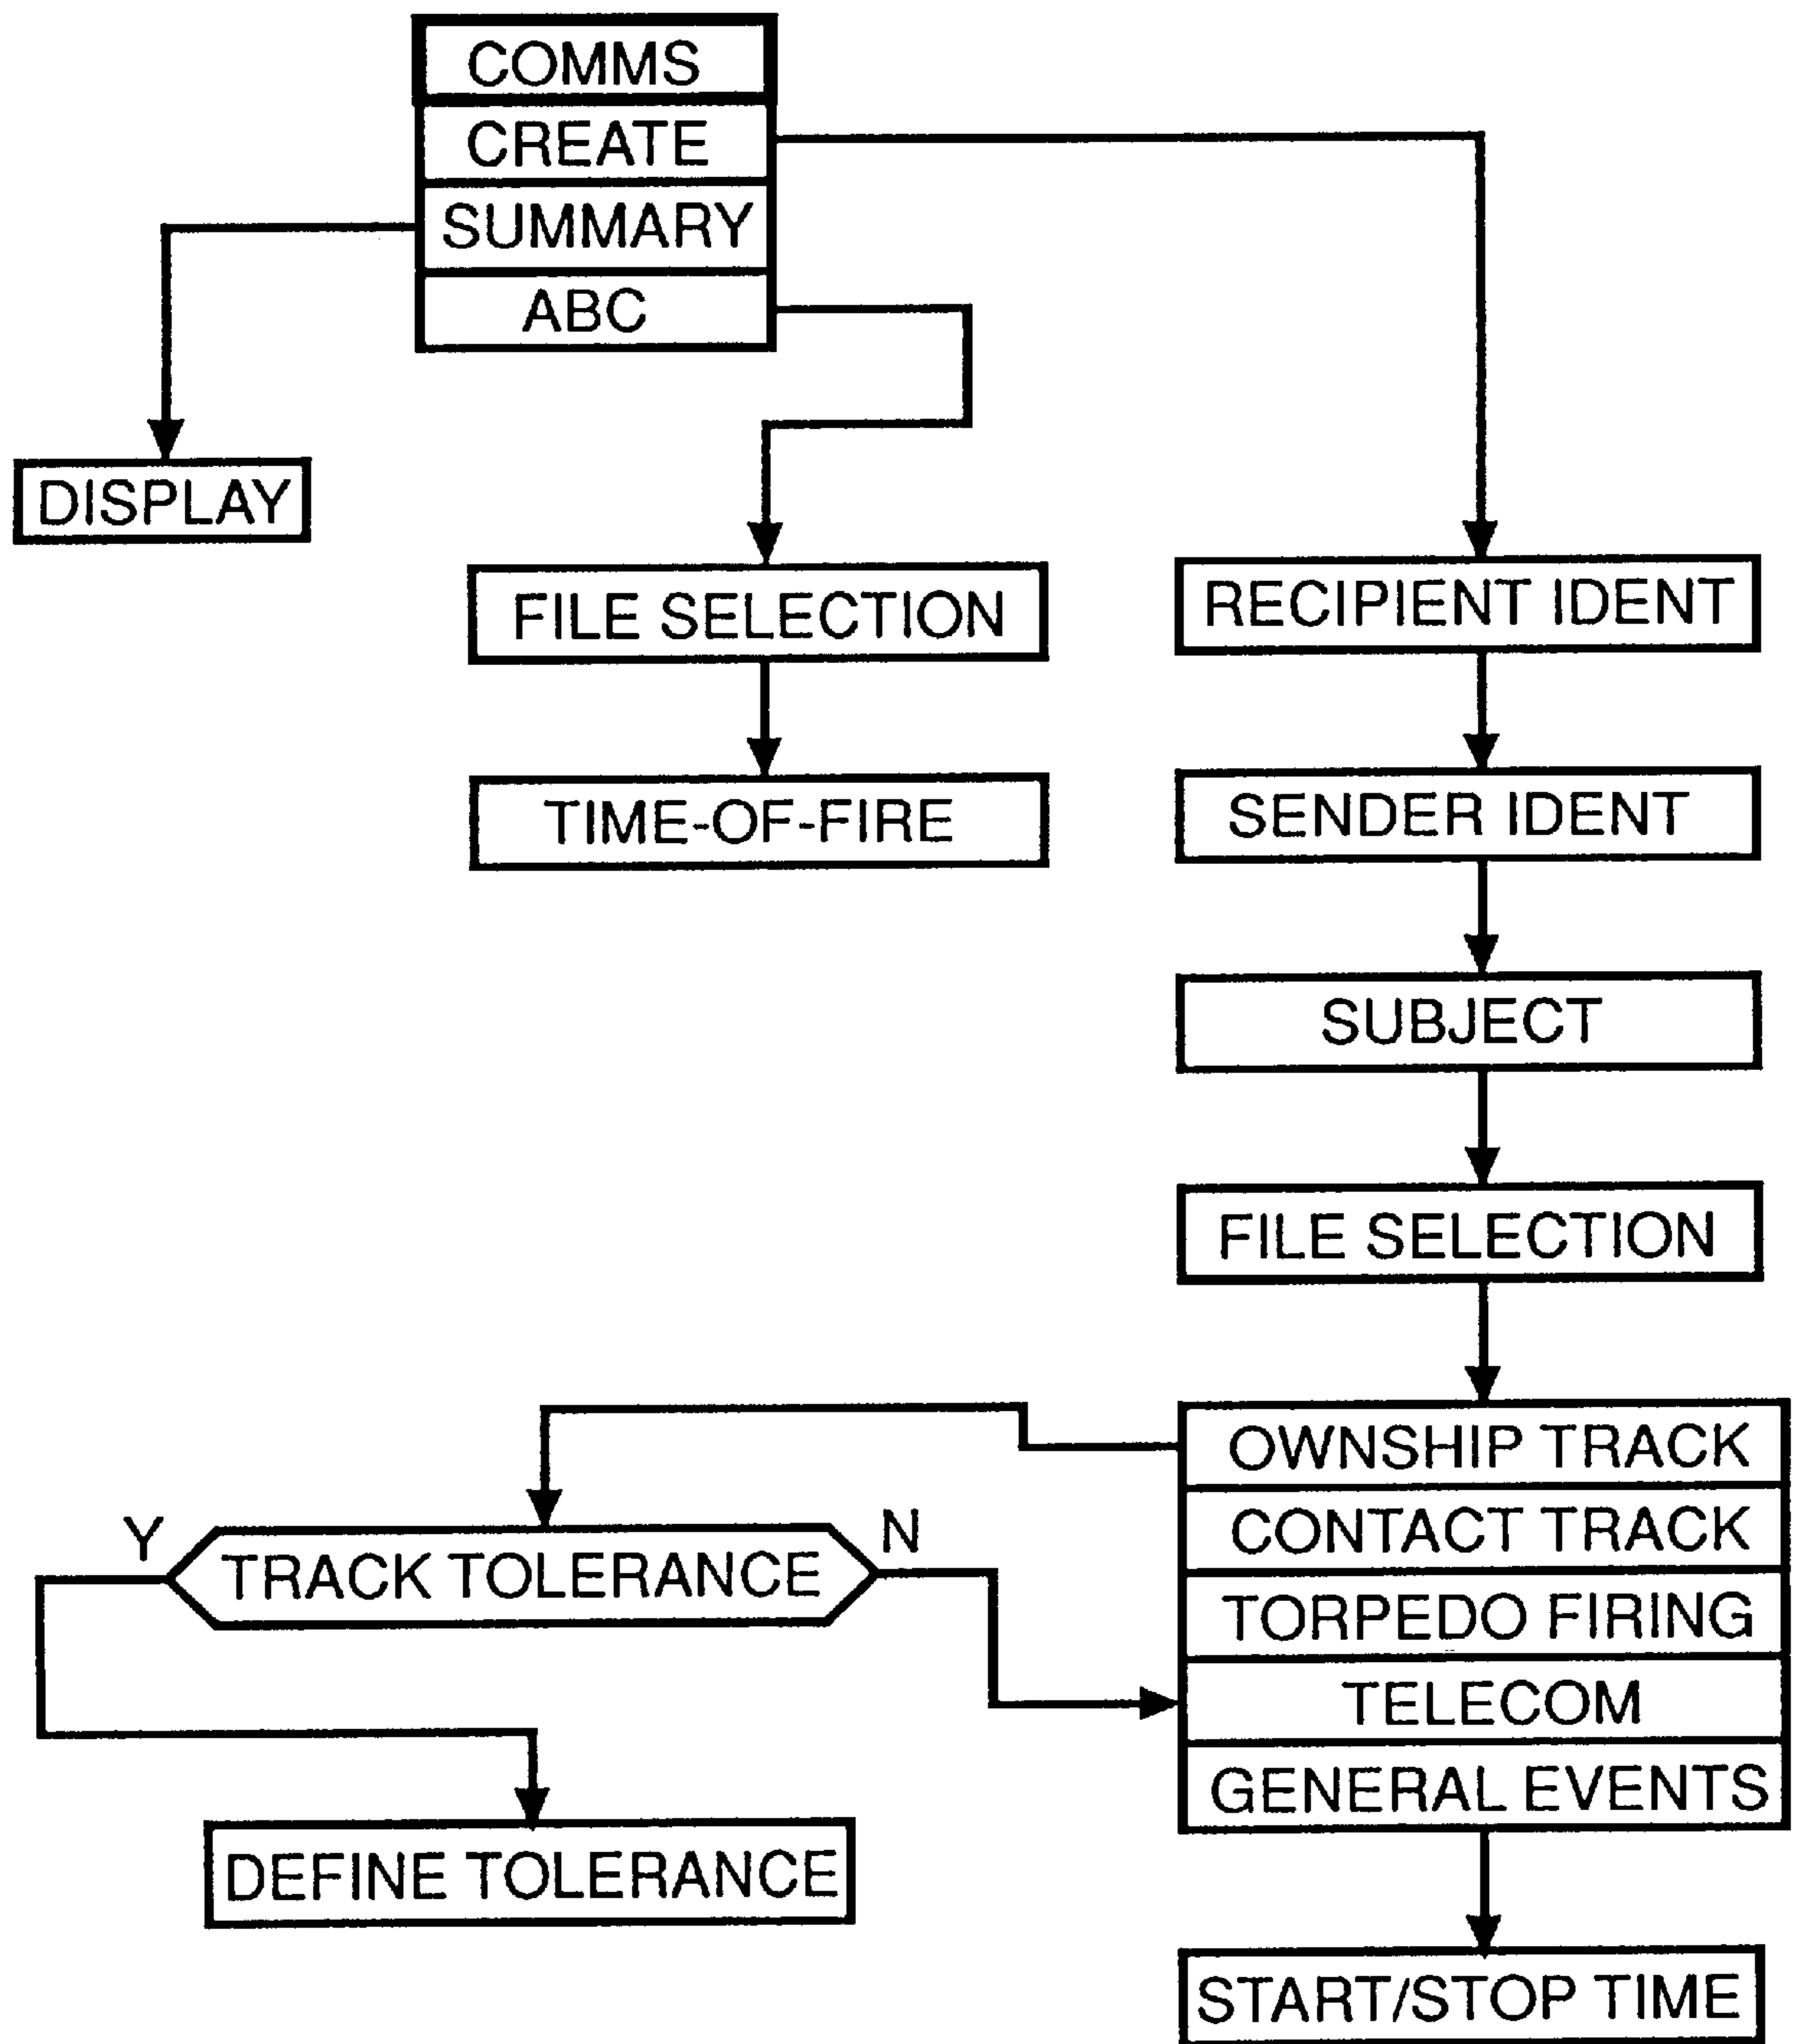 COMMS
CREATE
SUMMARY
ABC
DISPLAY
FILE SELECTION
TIME-OF-FIRE
RECIPIENT IDENT
SENDER IDENT
SUBJECT
FILE SELECTION
OWNSHIP TRACK
CONTACT TRACK
TORPEDO FIRING
TELECOM
GENERAL EVENTS
Y
TRACK TOLERANCE
N
DEFINE TOLERANCE
START/STOP TIME